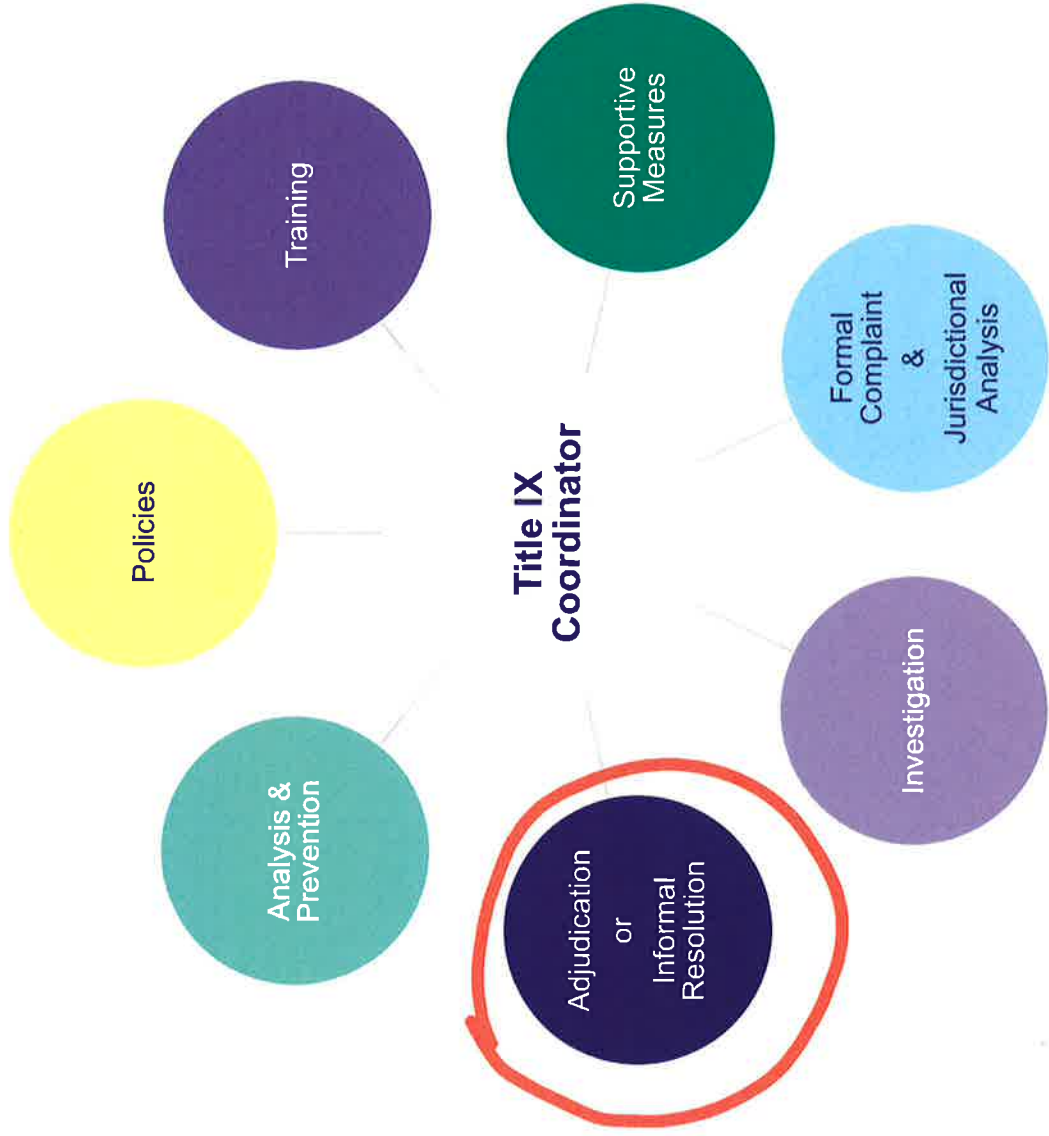 Policies
Training
Supportive
Measures
Formal
Complaint
&
Jurisdictional
Analysis
Investigation
Adjudication
or
Informal
Resolution
Analysis &
Prevention
Title IX
Coordinator